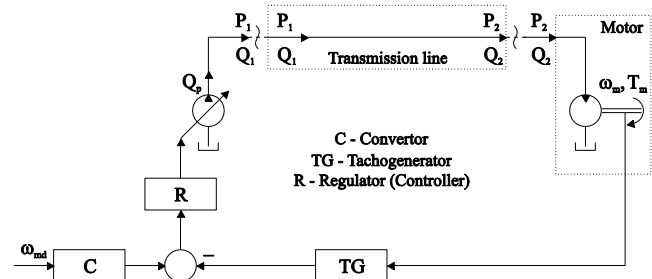 P₁ P₁ P₂ P₂ Motor
Q₁ Q₁ Transmission line Q₂ Q₂
Qₚ
ωₘ, Tₘ
C - Convertor
TG - Tachogenerator
R - Regulator (Controller)
R
ωₘd
–
C
TG